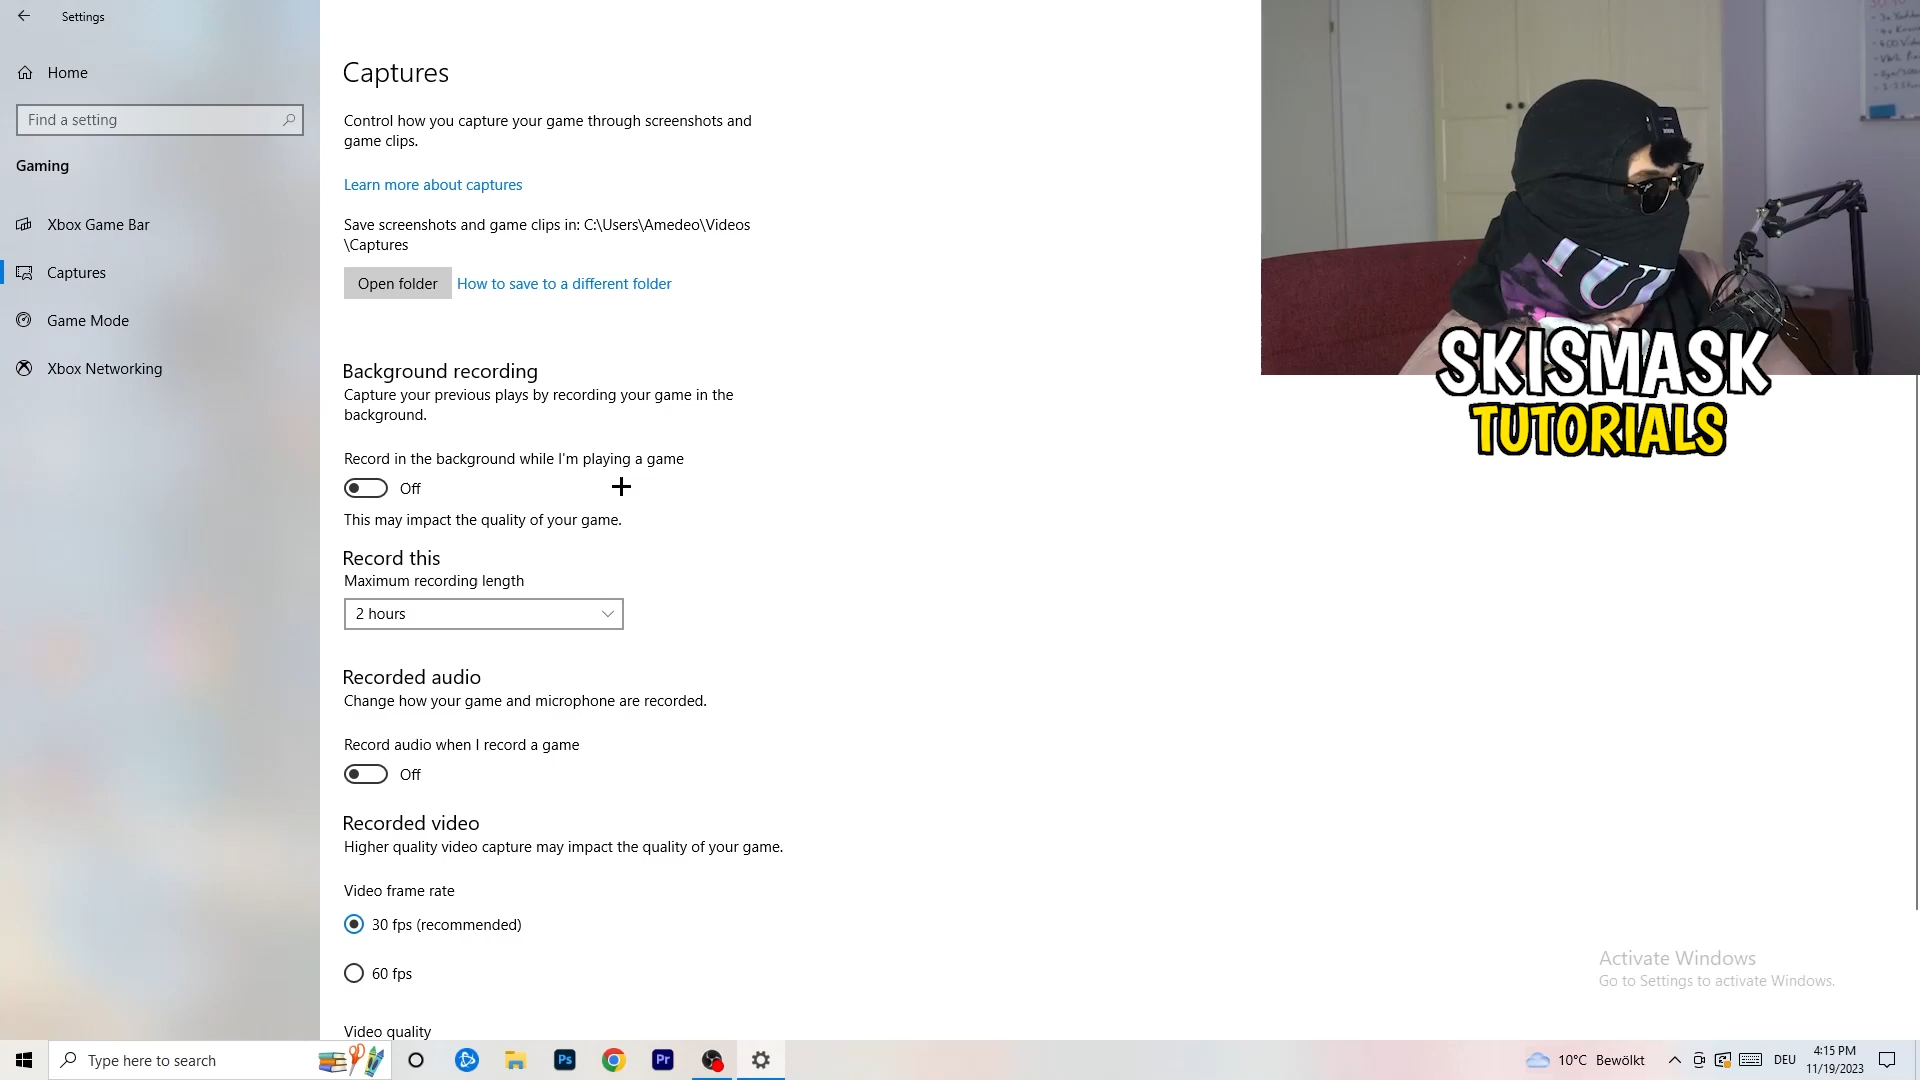 Settings
Home
Find a setting
Gaming
Xbox Game Bar
Captures
Game Mode
Xbox Networking
Captures
Control how you capture your game through screenshots and
game clips.
Learn more about captures
Save screenshots and game clips in: C:\Users\Amedeo\Videos
\Captures
Open folder How to save to a different folder
Background recording
Capture your previous plays by recording your game in the
background.
Record in the background while I'm playing a game
Off
This may impact the quality of your game.
Record this
Maximum recording length
2 hours
Recorded audio
Change how your game and microphone are recorded.
Record audio when I record a game
Off
Recorded video
Higher quality video capture may impact the quality of your game.
Video frame rate
30 fps (recommended)
60 fps
Video quality
SKISMASK
TUTORIALS
Activate Windows
Go to Settings to activate Windows.
Type here to search
Ps
Pr
10°C Bewölkt
DEU
4:15 PM
11/19/2023